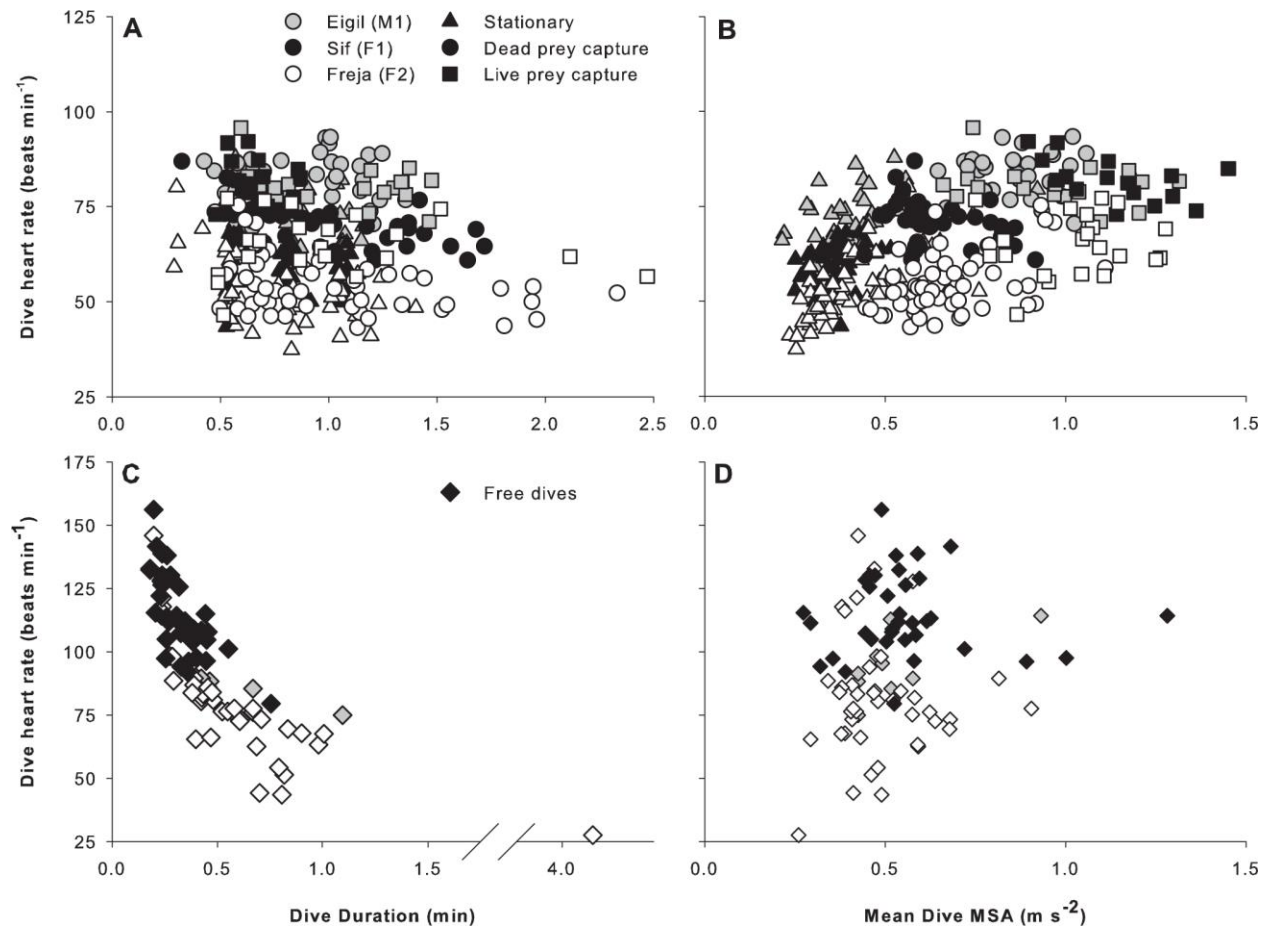 A
B
Eigil (M1)
Stationary
Sif (F1)
Dead prey capture
Freja (F2)
Live prey capture
Dive heart rate (beats min⁻¹)
125
100
75
50
25
0.0 0.5 1.0 1.5 2.0 2.5
0.0 0.5 1.0 1.5
C
D
Free dives
Dive heart rate (beats min⁻¹)
175
150
125
100
75
50
25
0.0 0.5 1.0 1.5 4.0
0.0 0.5 1.0 1.5
Dive Duration (min)
Mean Dive MSA (m s⁻²)